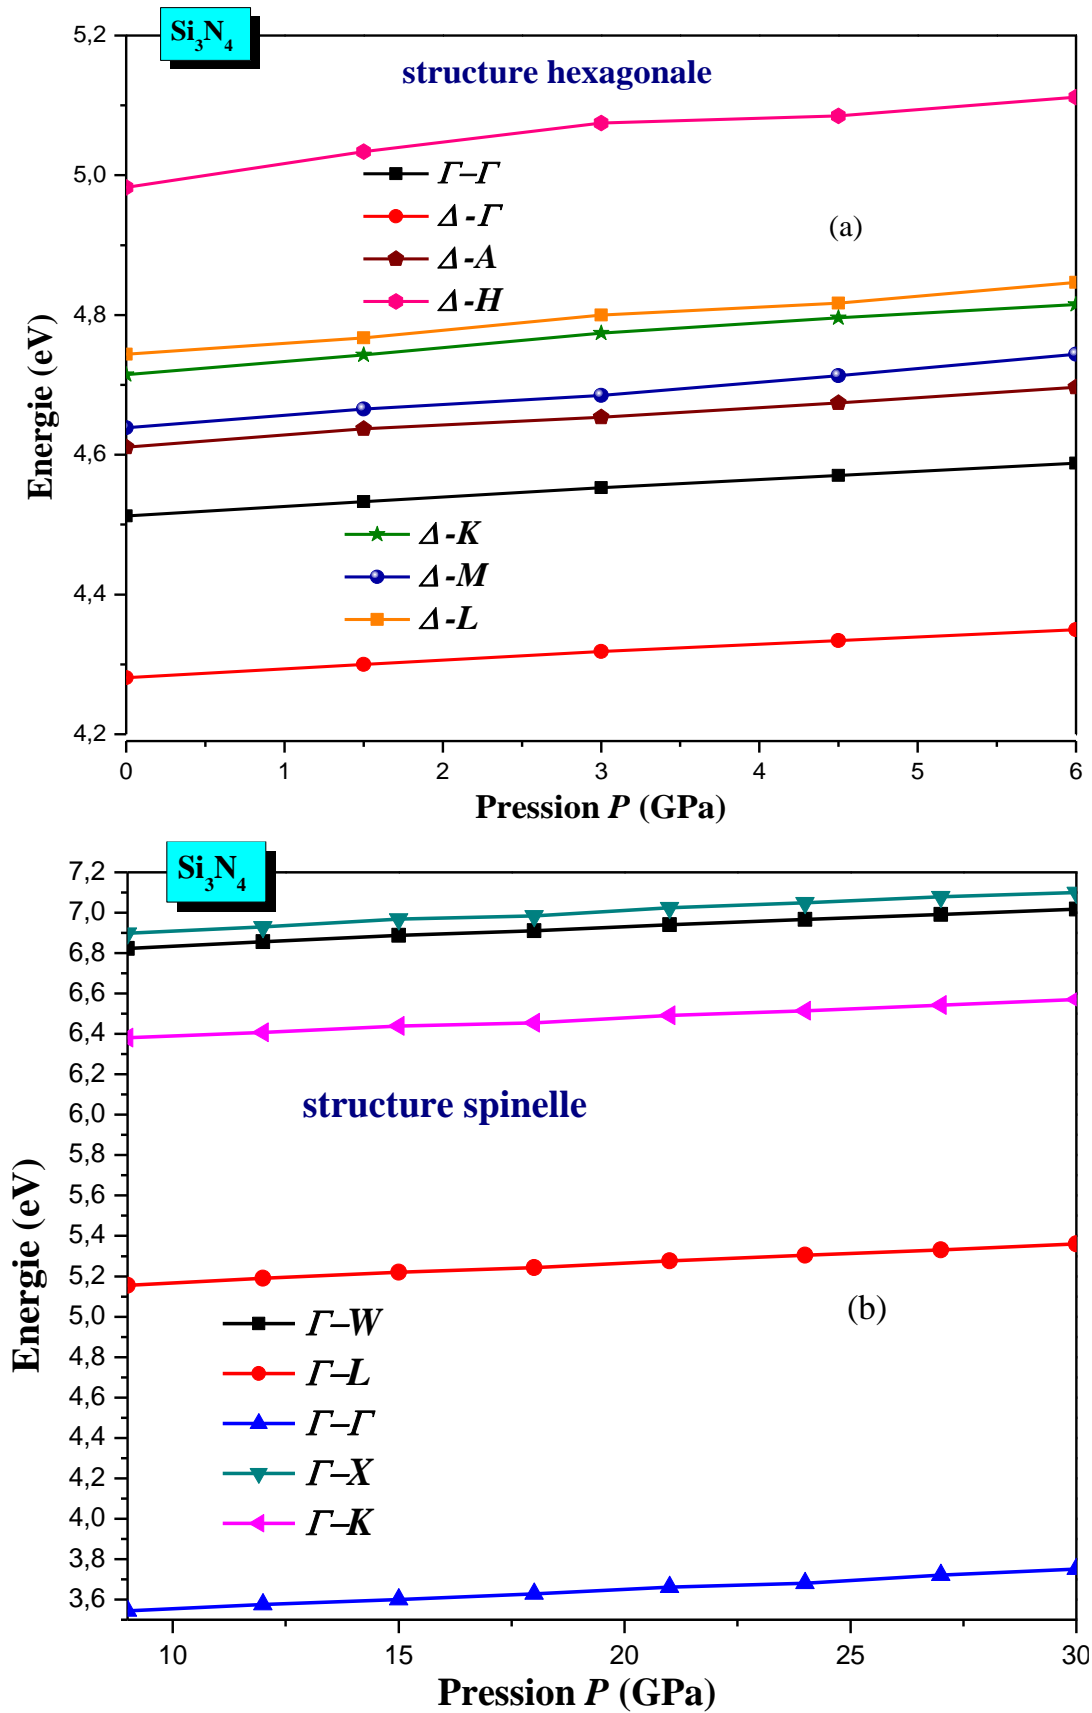 Si3N4
structure hexagonale
5,2
5,0
4,8
4,6
4,4
4,2
Energie (eV)
Γ–Γ
Δ-Γ
Δ-A
Δ-H
(a)
Δ-K
Δ-M
Δ-L
0 1 2 3 4 5 6
Pression P (GPa)
Si3N4
7,2
7,0
6,8
6,6
6,4
6,2
6,0
5,8
5,6
5,4
5,2
5,0
4,8
4,6
4,4
4,2
4,0
3,8
3,6
Energie (eV)
structure spinelle
(b)
Γ–W
Γ–L
Γ–Γ
Γ–X
Γ–K
10 15 20 25 30
Pression P (GPa)